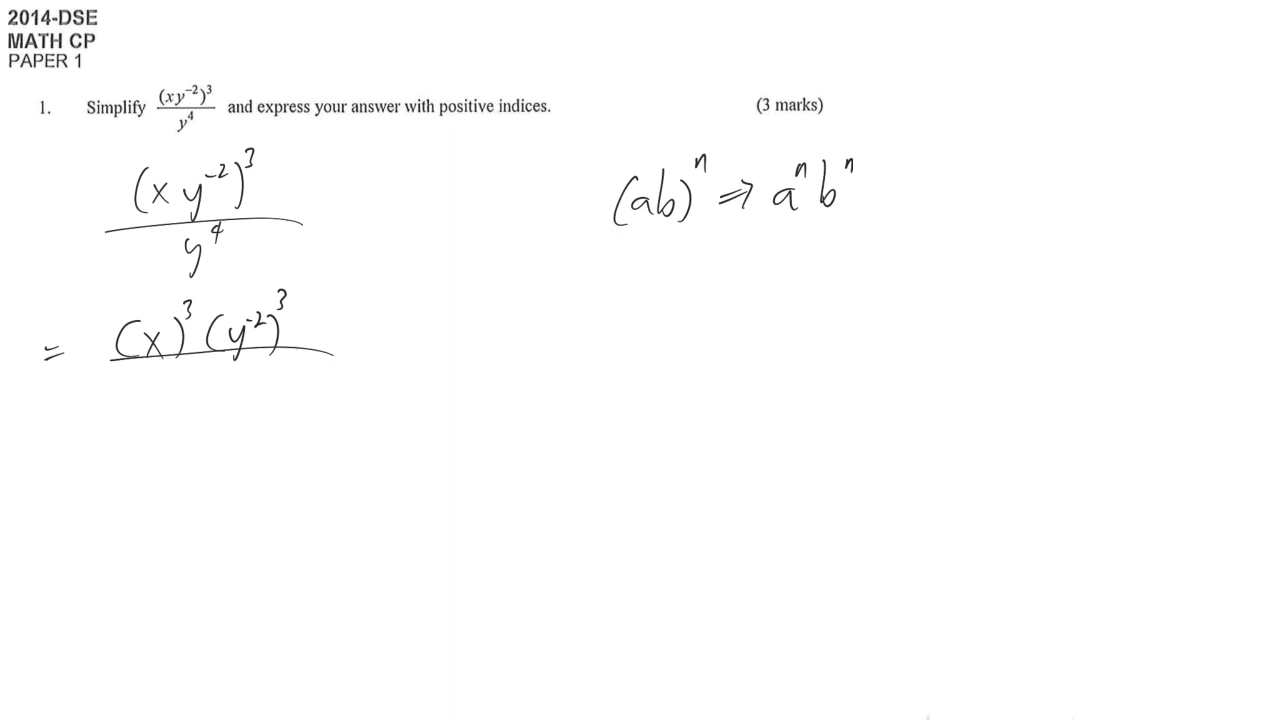 2014-DSE
MATH CP
PAPER 1
1. Simplify (xy⁻²)³/y⁴ and express your answer with positive indices. (3 marks)
(x y⁻²)³
y⁴
(ab)ⁿ ⇒ aⁿbⁿ
= (x)³(y⁻²)³